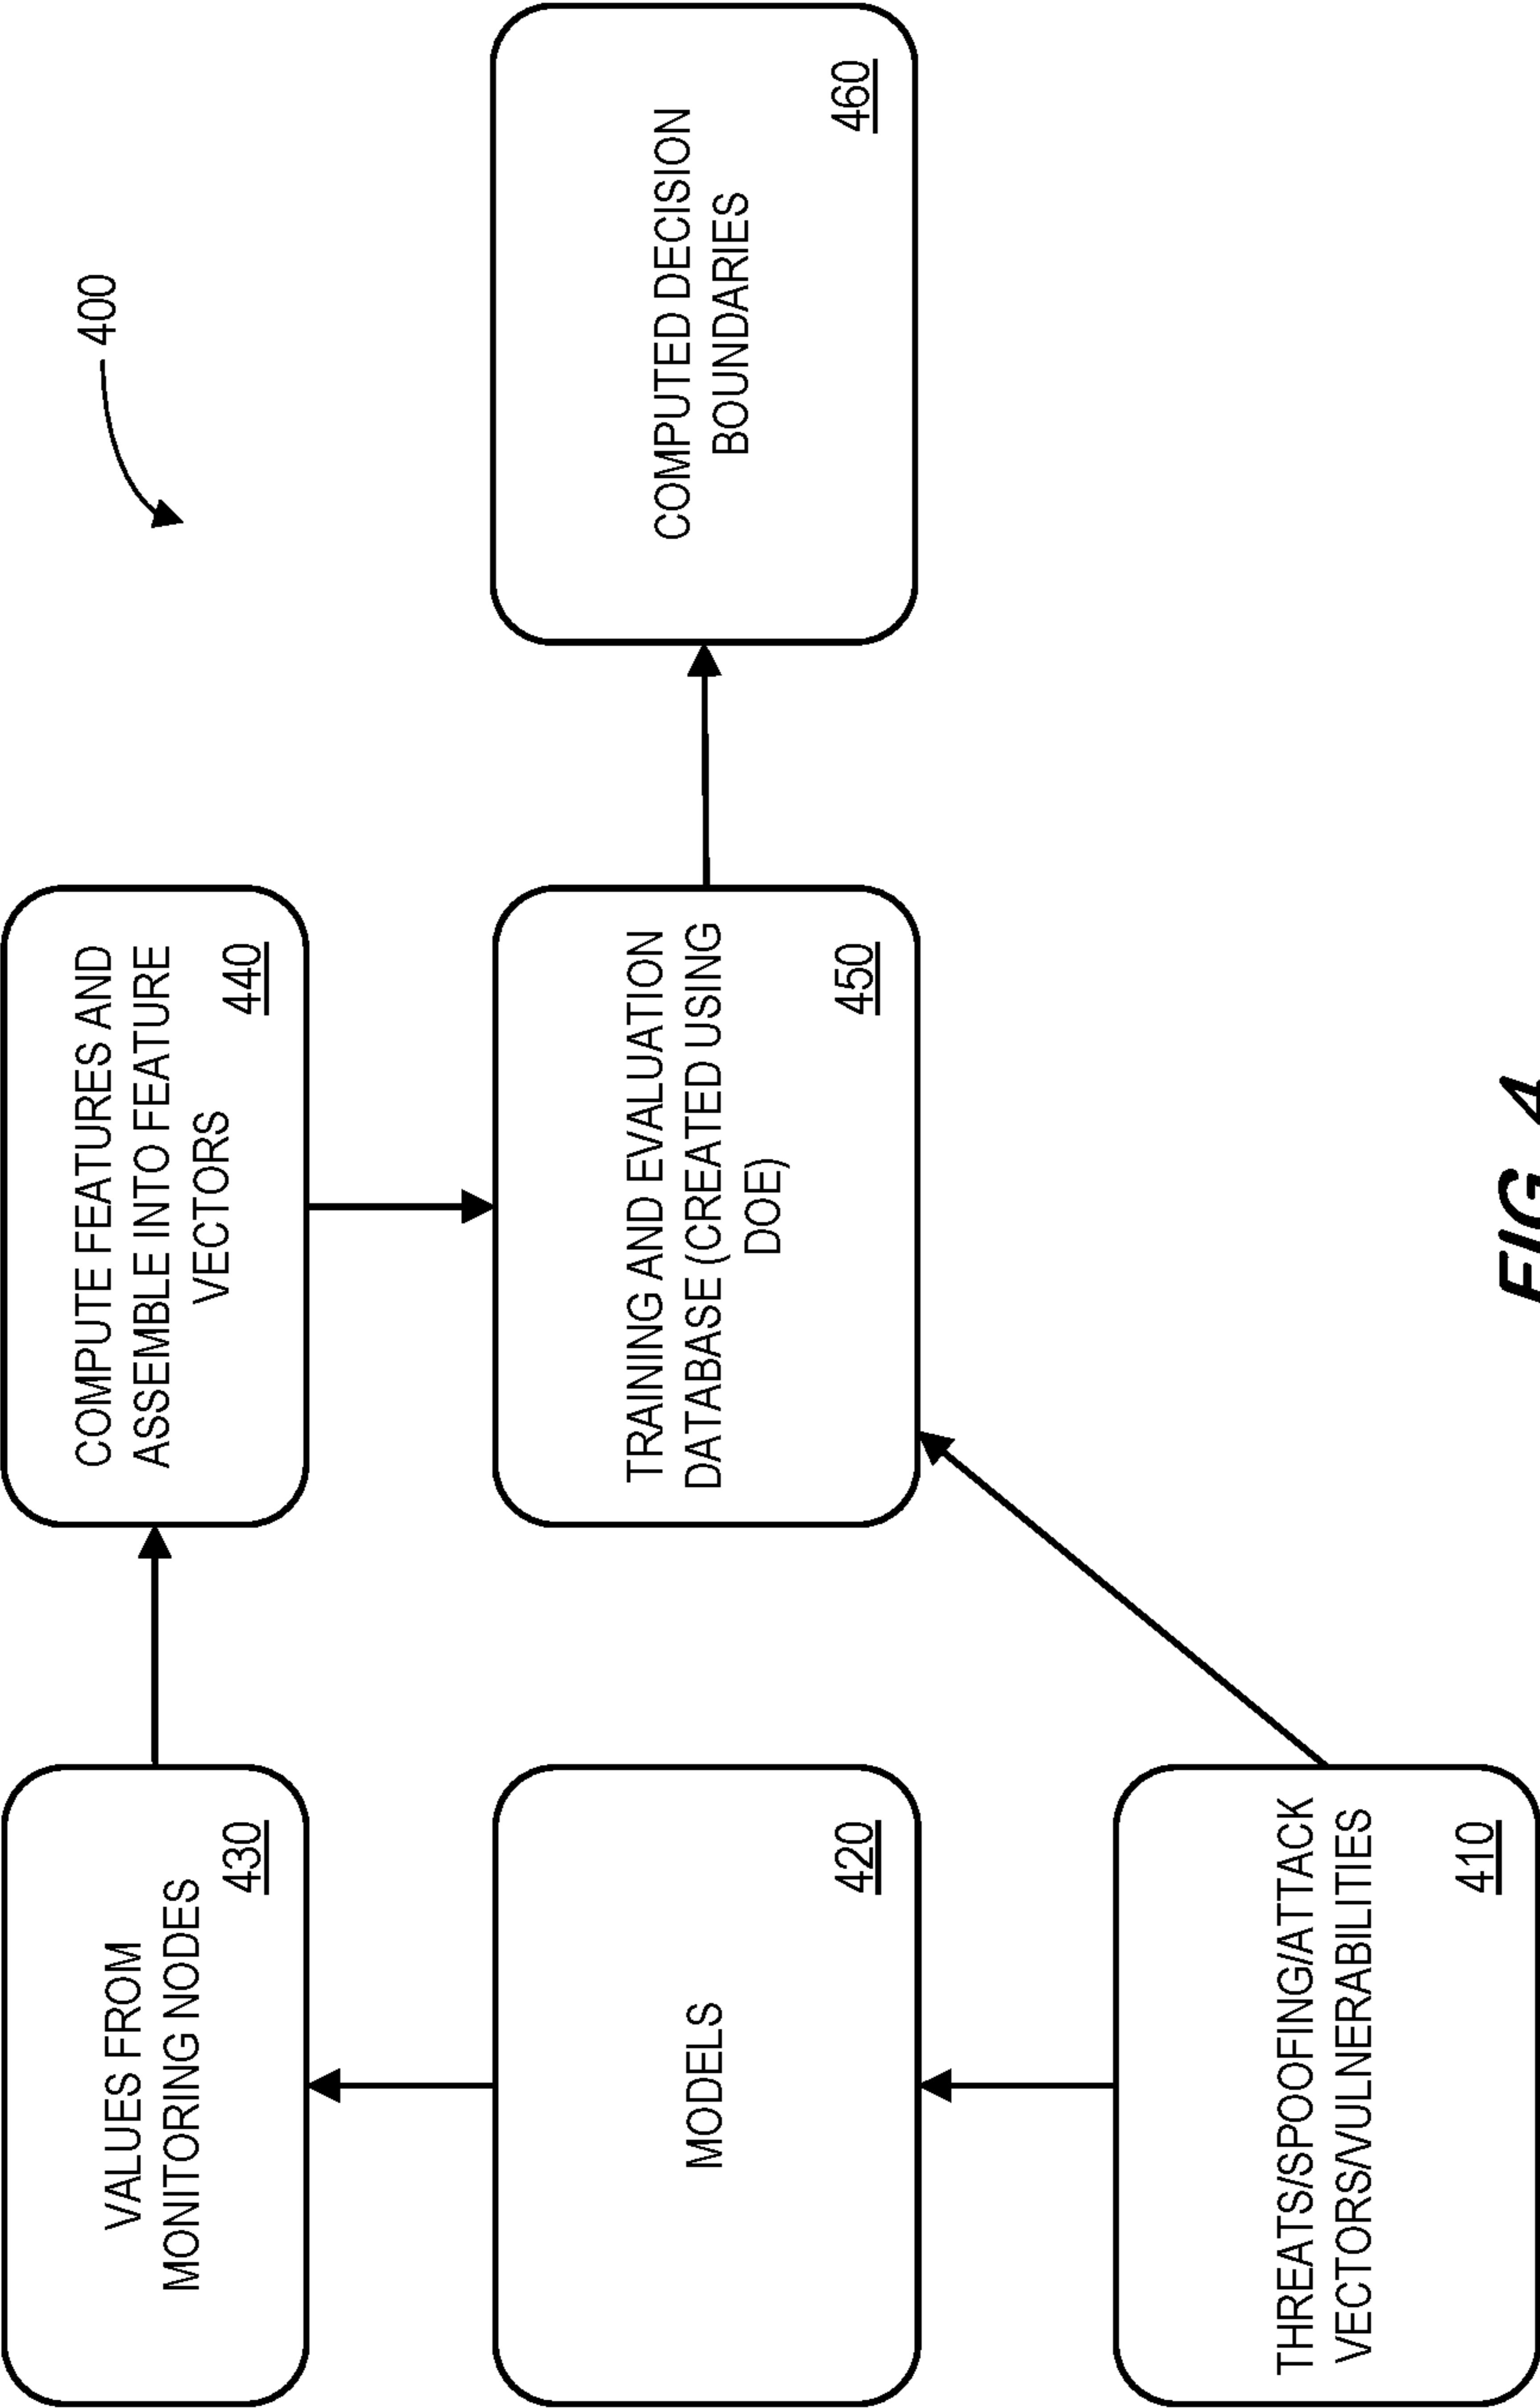 400
VALUES FROM
MONITORING NODES
430
COMPUTE FEATURES AND
ASSEMBLE INTO FEATURE
VECTORS
440
MODELS
420
TRAINING AND EVALUATION
DATABASE (CREATED USING
DOE)
450
COMPUTED DECISION
BOUNDARIES
460
THREATS/SPOOFING/ATTACK
VECTORS/VULNERABILITIES
410
FIG. 4